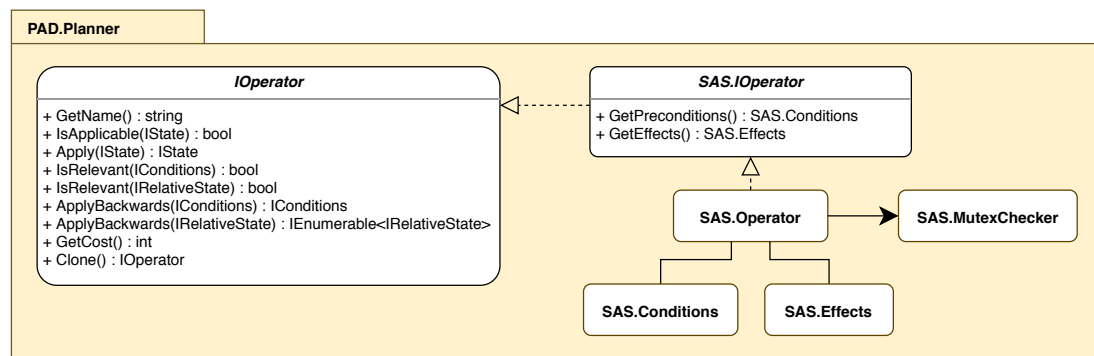 PAD.Planner
IOperator
+ GetName() : string
+ IsApplicable(IState) : bool
+ Apply(IState) : IState
+ IsRelevant(IConditions) : bool
+ IsRelevant(IRelativeState) : bool
+ ApplyBackwards(IConditions) : IConditions
+ ApplyBackwards(IRelativeState) : IEnumerable<IRelativeState>
+ GetCost() : int
+ Clone() : IOperator
SAS.IOperator
+ GetPreconditions() : SAS.Conditions
+ GetEffects() : SAS.Effects
SAS.Operator
SAS.MutexChecker
SAS.Conditions
SAS.Effects